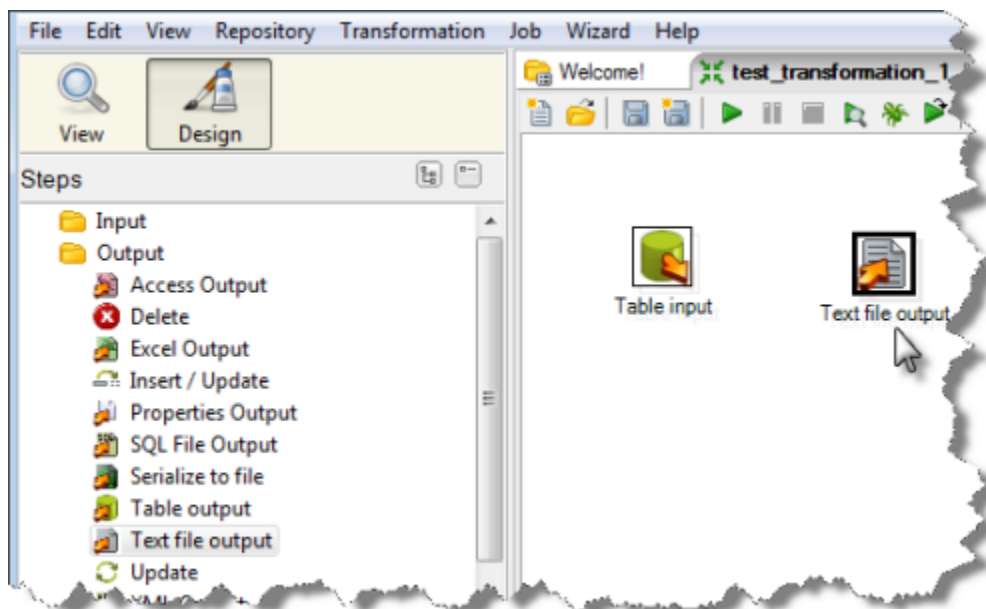 File Edit View Repository Transformation Job Wizard Help
View Design
Welcome! test_transformation_1
Steps
Input
Output
Access Output
Delete
Excel Output
Insert / Update
Properties Output
SQL File Output
Serialize to file
Table output
Text file output
Update
Table input
Text file output